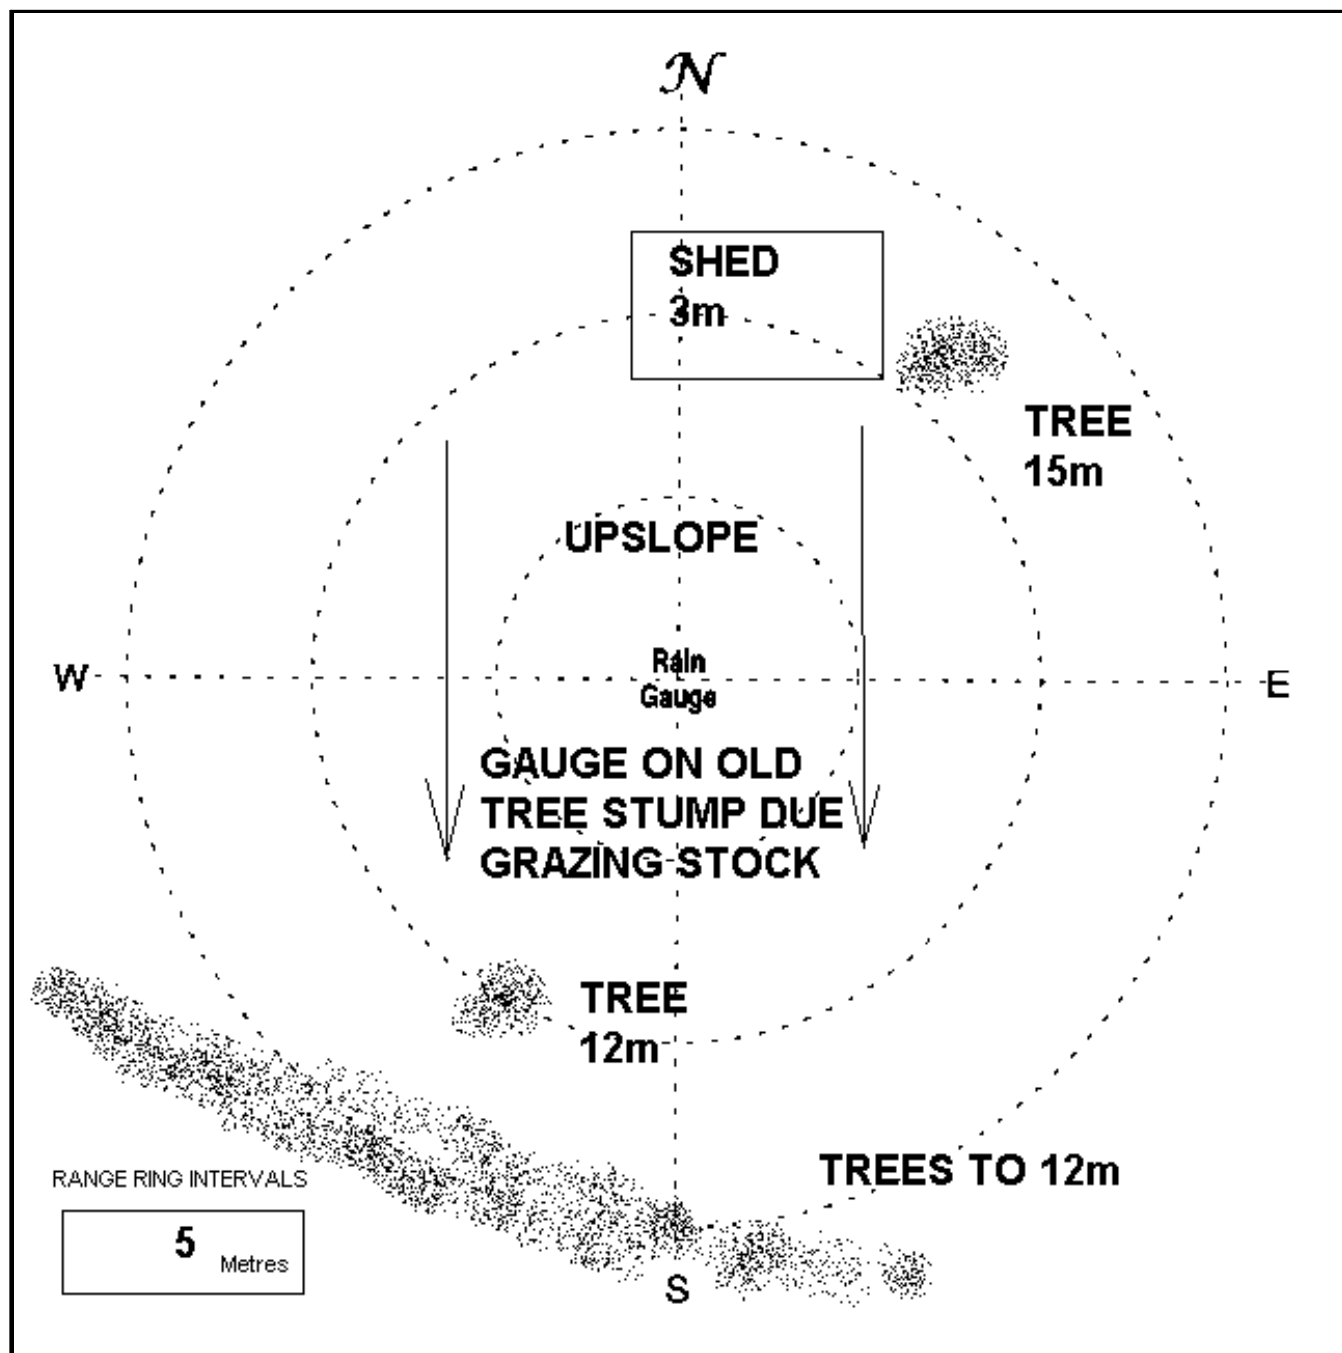 N
SHED
3m
TREE
15m
UPSLOPE
W
Rain
Gauge
E
GAUGE ON OLD
TREE STUMP DUE
GRAZING STOCK
TREE
12m
TREES TO 12m
RANGE RING INTERVALS
5 Metres
S